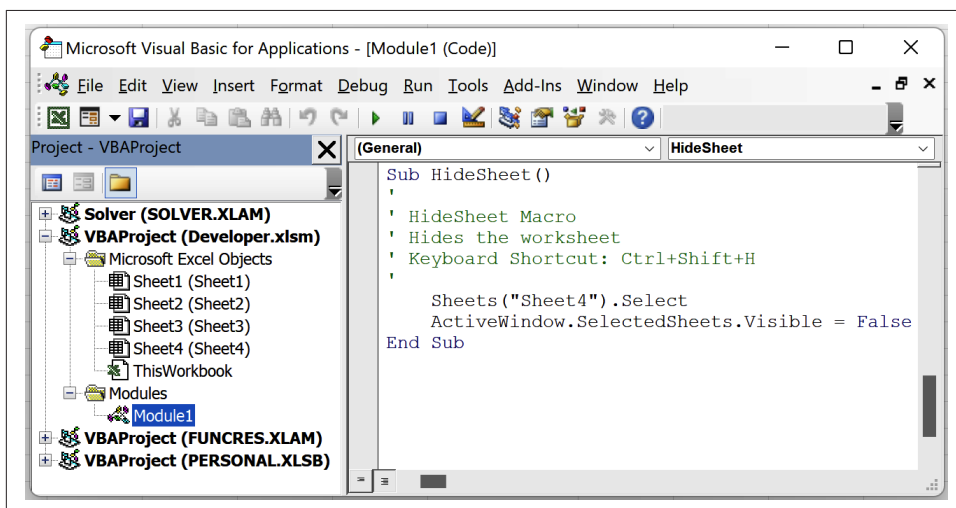 Microsoft Visual Basic for Applications - [Module1 (Code)]
File Edit View Insert Format Debug Run Tools Add-Ins Window Help
Project - VBAProject
(General)
HideSheet
Solver (SOLVER.XLAM)
VBAProject (Developer.xlsm)
Microsoft Excel Objects
Sheet1 (Sheet1)
Sheet2 (Sheet2)
Sheet3 (Sheet3)
Sheet4 (Sheet4)
ThisWorkbook
Modules
Module1
VBAProject (FUNCRES.XLAM)
VBAProject (PERSONAL.XLSB)
Sub HideSheet()
'
' HideSheet Macro
' Hides the worksheet
' Keyboard Shortcut: Ctrl+Shift+H
'
    Sheets("Sheet4").Select
    ActiveWindow.SelectedSheets.Visible = False
End Sub